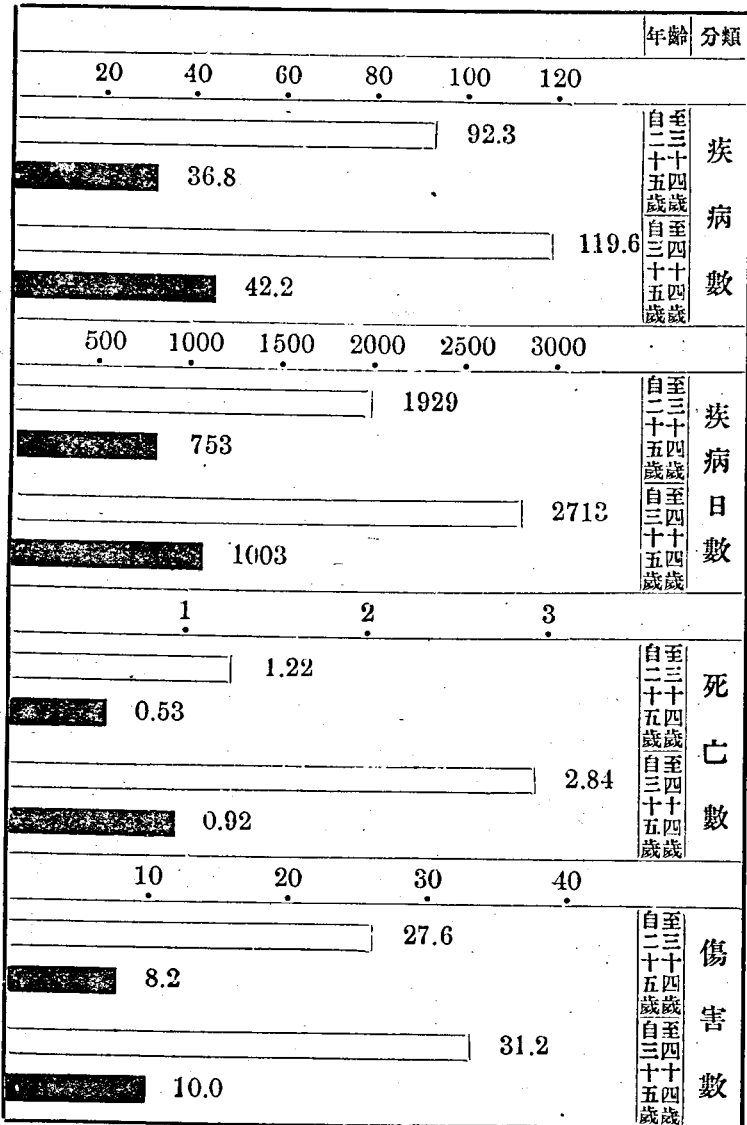 分類
年齡
疾病數
自二十五歲
至三十四歲
自三十五歲
至四十四歲
20 40 60 80 100 120
92.3
36.8
119.6
42.2
疾病日數
自二十五歲
至三十四歲
自三十五歲
至四十四歲
500 1000 1500 2000 2500 3000
1929
753
2713
1003
死亡數
自二十五歲
至三十四歲
自三十五歲
至四十四歲
1 2 3
1.22
0.53
2.84
0.92
傷害數
自二十五歲
至三十四歲
自三十五歲
至四十四歲
10 20 30 40
27.6
8.2
31.2
10.0